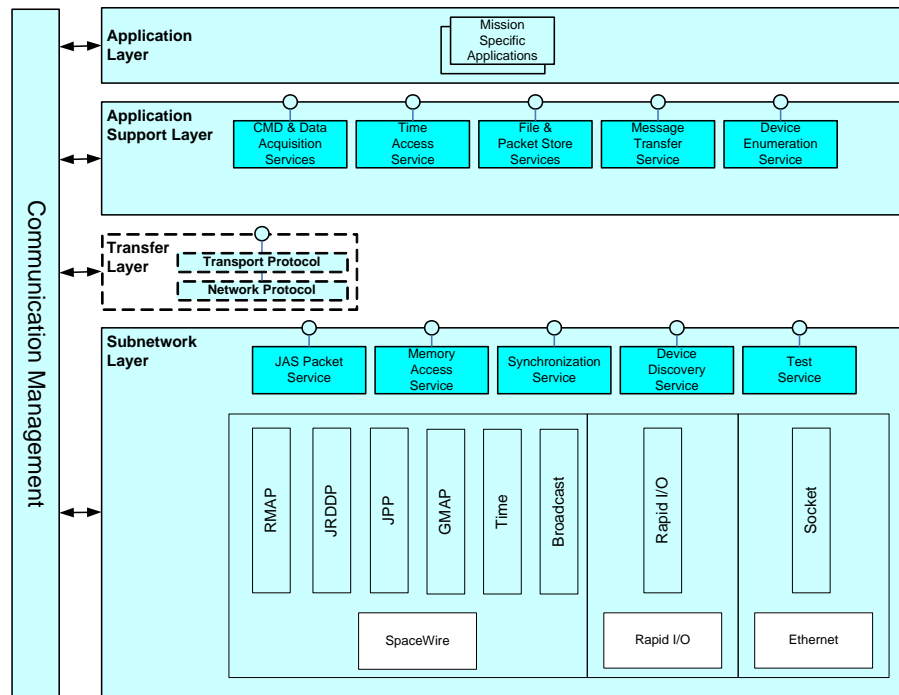 Communication Management
Application
Layer
Mission
Specific
Applications
Application
Support Layer
CMD & Data
Acquisition
Services
Time
Access
Service
File &
Packet Store
Services
Message
Transfer
Service
Device
Enumeration
Service
Transfer
Layer
Transport Protocol
Network Protocol
Subnetwork
Layer
JAS Packet
Service
Memory
Access
Service
Synchronization
Service
Device
Discovery
Service
Test
Service
RMAP
JRDDP
JPP
GMAP
Time
Broadcast
Rapid I/O
Socket
SpaceWire
Rapid I/O
Ethernet